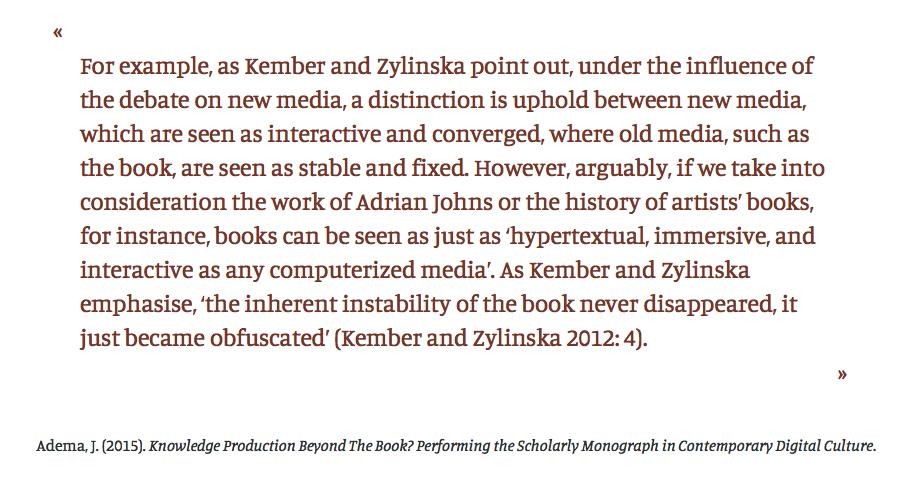 «
For example, as Kember and Zylinska point out, under the influence of
the debate on new media, a distinction is uphold between new media,
which are seen as interactive and converged, where old media, such as
the book, are seen as stable and fixed. However, arguably, if we take into
consideration the work of Adrian Johns or the history of artists’ books,
for instance, books can be seen as just as ‘hypertextual, immersive, and
interactive as any computerized media’. As Kember and Zylinska
emphasise, ‘the inherent instability of the book never disappeared, it
just became obfuscated’ (Kember and Zylinska 2012: 4).
»
Adema, J. (2015). Knowledge Production Beyond The Book? Performing the Scholarly Monograph in Contemporary Digital Culture.